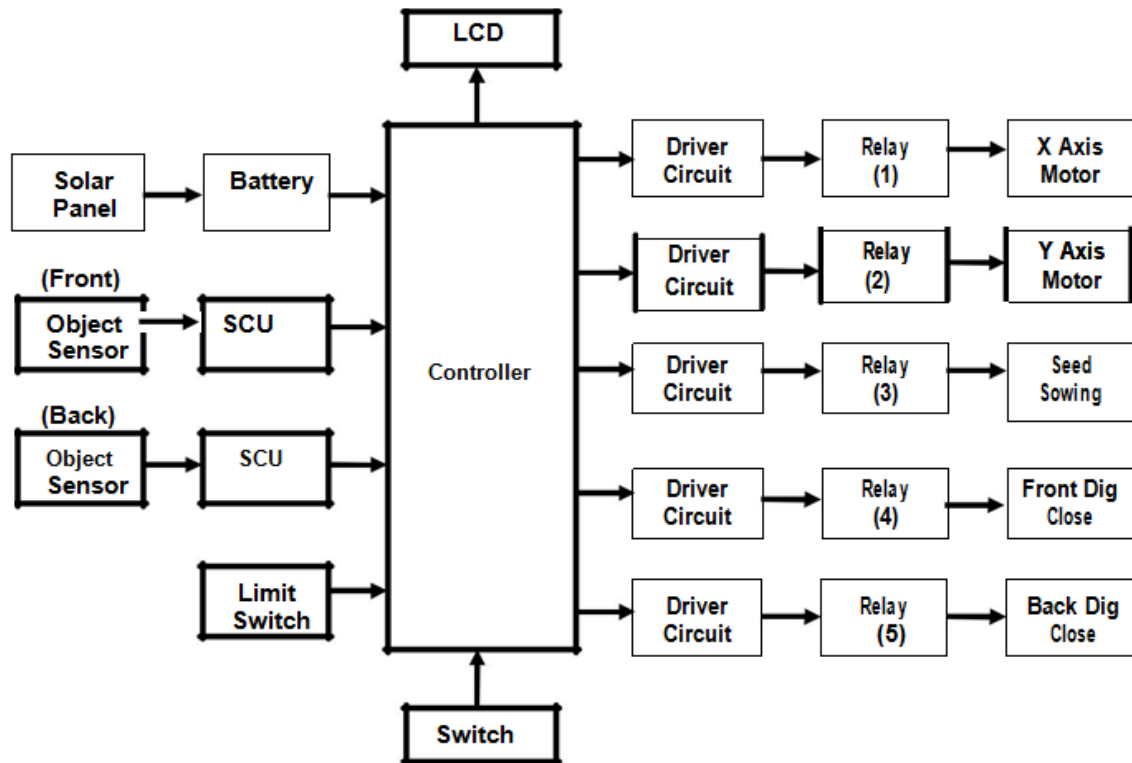 LCD
Solar
Panel
Battery
(Front)
Object
Sensor
SCU
(Back)
Object
Sensor
SCU
Limit
Switch
Controller
Switch
Driver
Circuit
Relay
(1)
X Axis
Motor
Driver
Circuit
Relay
(2)
Y Axis
Motor
Driver
Circuit
Relay
(3)
Seed
Sowing
Driver
Circuit
Relay
(4)
Front Dig
Close
Driver
Circuit
Relay
(5)
Back Dig
Close